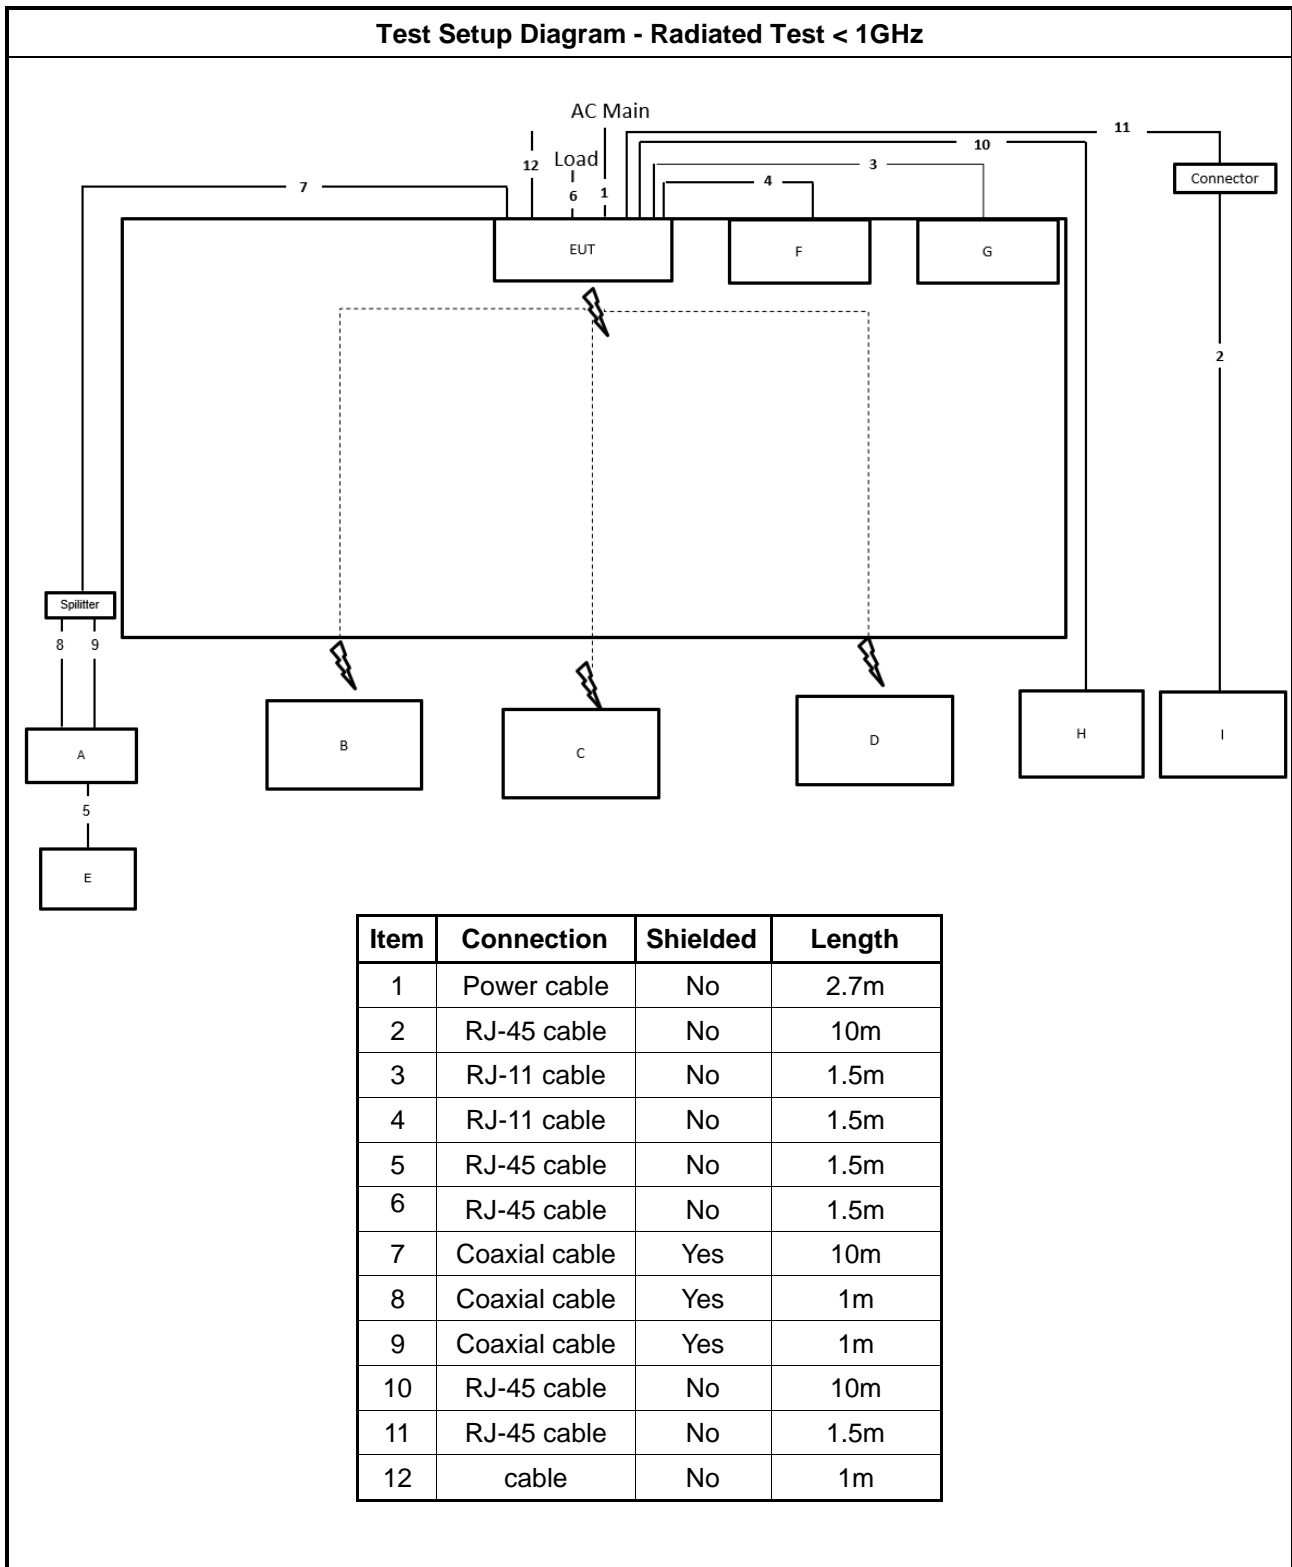 Test Setup Diagram - Radiated Test < 1GHz
AC Main
11
12 Load
10
3
7
6 1
4
Connector
EUT
F
G
2
Spilitter
8 9
B
C
D
H
I
A
5
E
Item Connection Shielded Length
1 Power cable No 2.7m
2 RJ-45 cable No 10m
3 RJ-11 cable No 1.5m
4 RJ-11 cable No 1.5m
5 RJ-45 cable No 1.5m
6 RJ-45 cable No 1.5m
7 Coaxial cable Yes 10m
8 Coaxial cable Yes 1m
9 Coaxial cable Yes 1m
10 RJ-45 cable No 10m
11 RJ-45 cable No 1.5m
12 cable No 1m